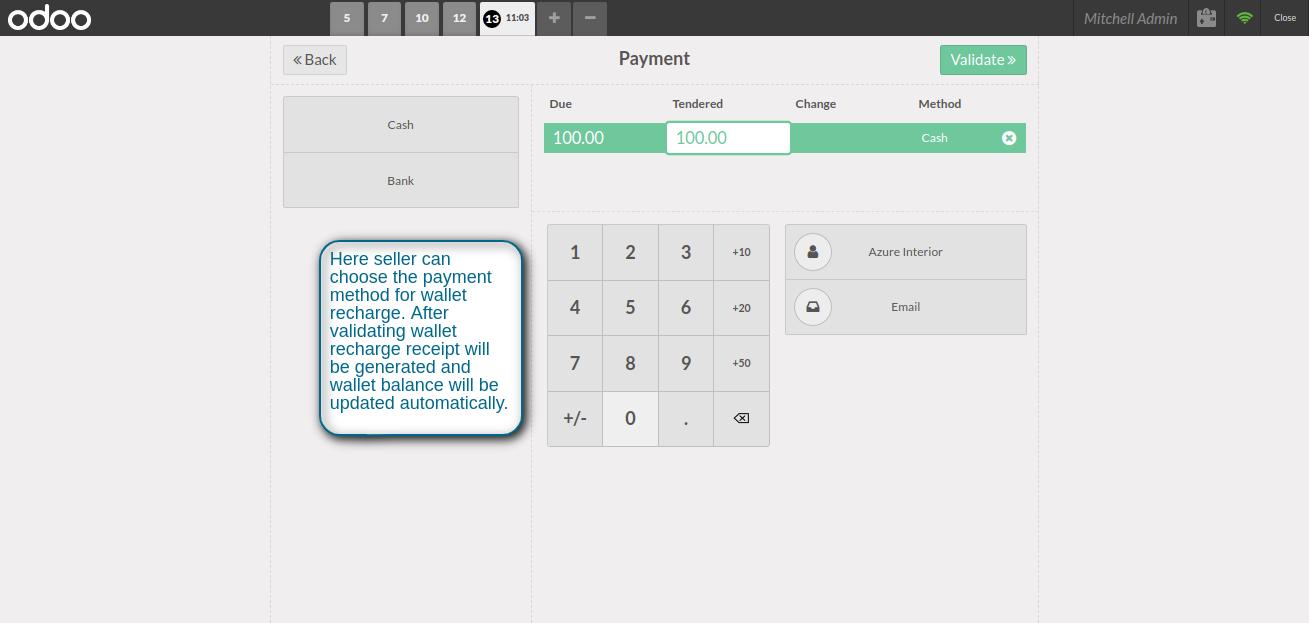 odoo
5 7 10 12 13 11:03 + −
Mitchell Admin
Close
« Back
Payment
Validate »
Cash
Bank
Due Tendered Change Method
100.00 100.00 Cash
Here seller can
choose the payment
method for wallet
recharge. After
validating wallet
recharge receipt will
be generated and
wallet balance will be
updated automatically.
1 2 3 +10
4 5 6 +20
7 8 9 +50
+/- 0 .
Azure Interior
Email